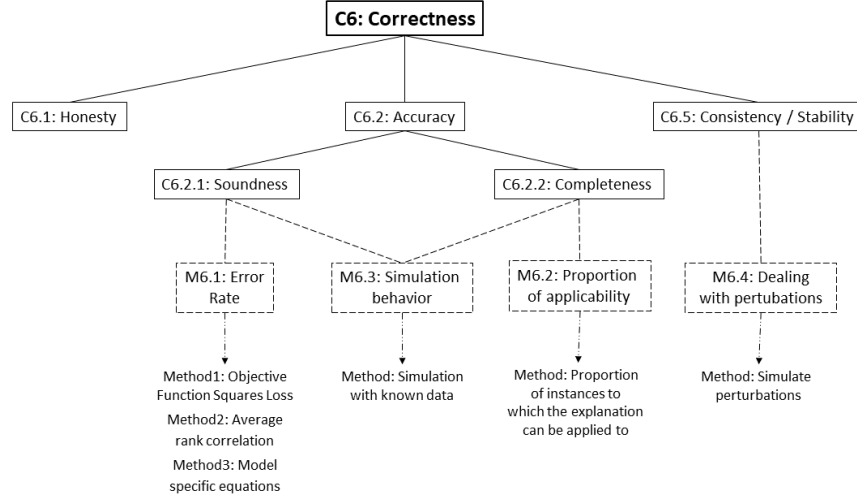 C6: Correctness
C6.1: Honesty
C6.2: Accuracy
C6.5: Consistency / Stability
C6.2.1: Soundness
C6.2.2: Completeness
M6.1: Error
Rate
M6.3: Simulation
behavior
M6.2: Proportion
of applicability
M6.4: Dealing
with pertubations
Method1: Objective
Function Squares Loss
Method2: Average
rank correlation
Method3: Model
specific equations
Method: Simulation
with known data
Method: Proportion
of instances to
which the explanation
can be applied to
Method: Simulate
perturbations